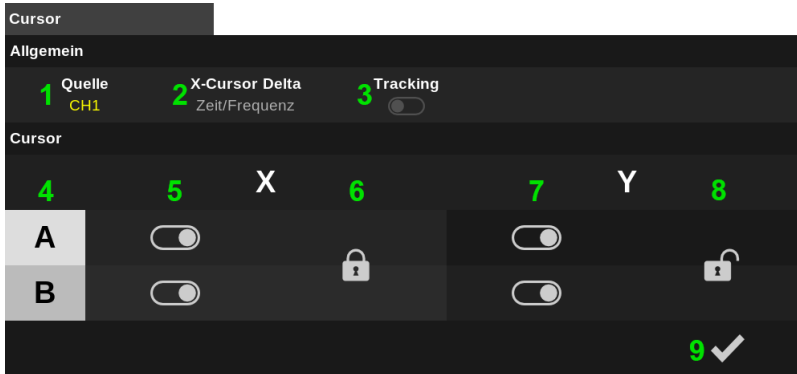 Cursor
Allgemein
1 Quelle 2 X-Cursor Delta 3 Tracking
CH1 Zeit/Frequenz
Cursor
4 5 X 6 7 Y 8
A
B
9